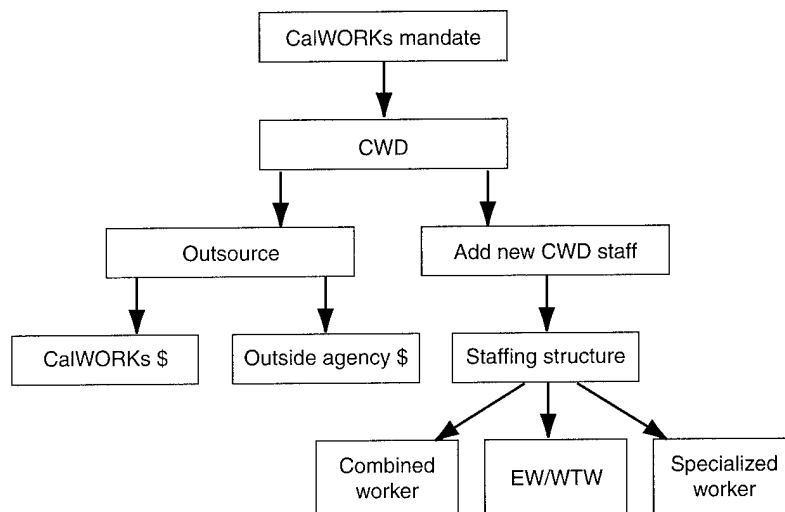 CalWORKs mandate
CWD
Outsource
Add new CWD staff
CalWORKs $
Outside agency $
Staffing structure
Combined
worker
EW/WTW
Specialized
worker